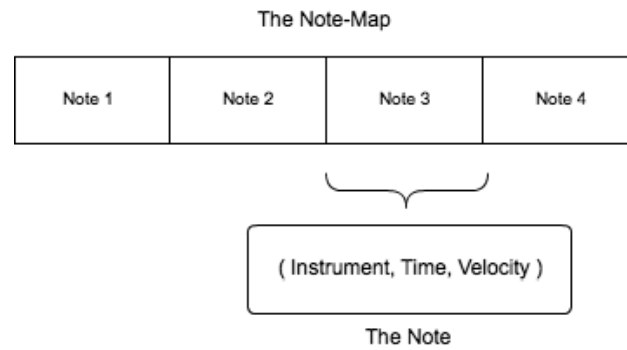 The Note-Map
Note 1 Note 2 Note 3 Note 4
( Instrument, Time, Velocity )
The Note